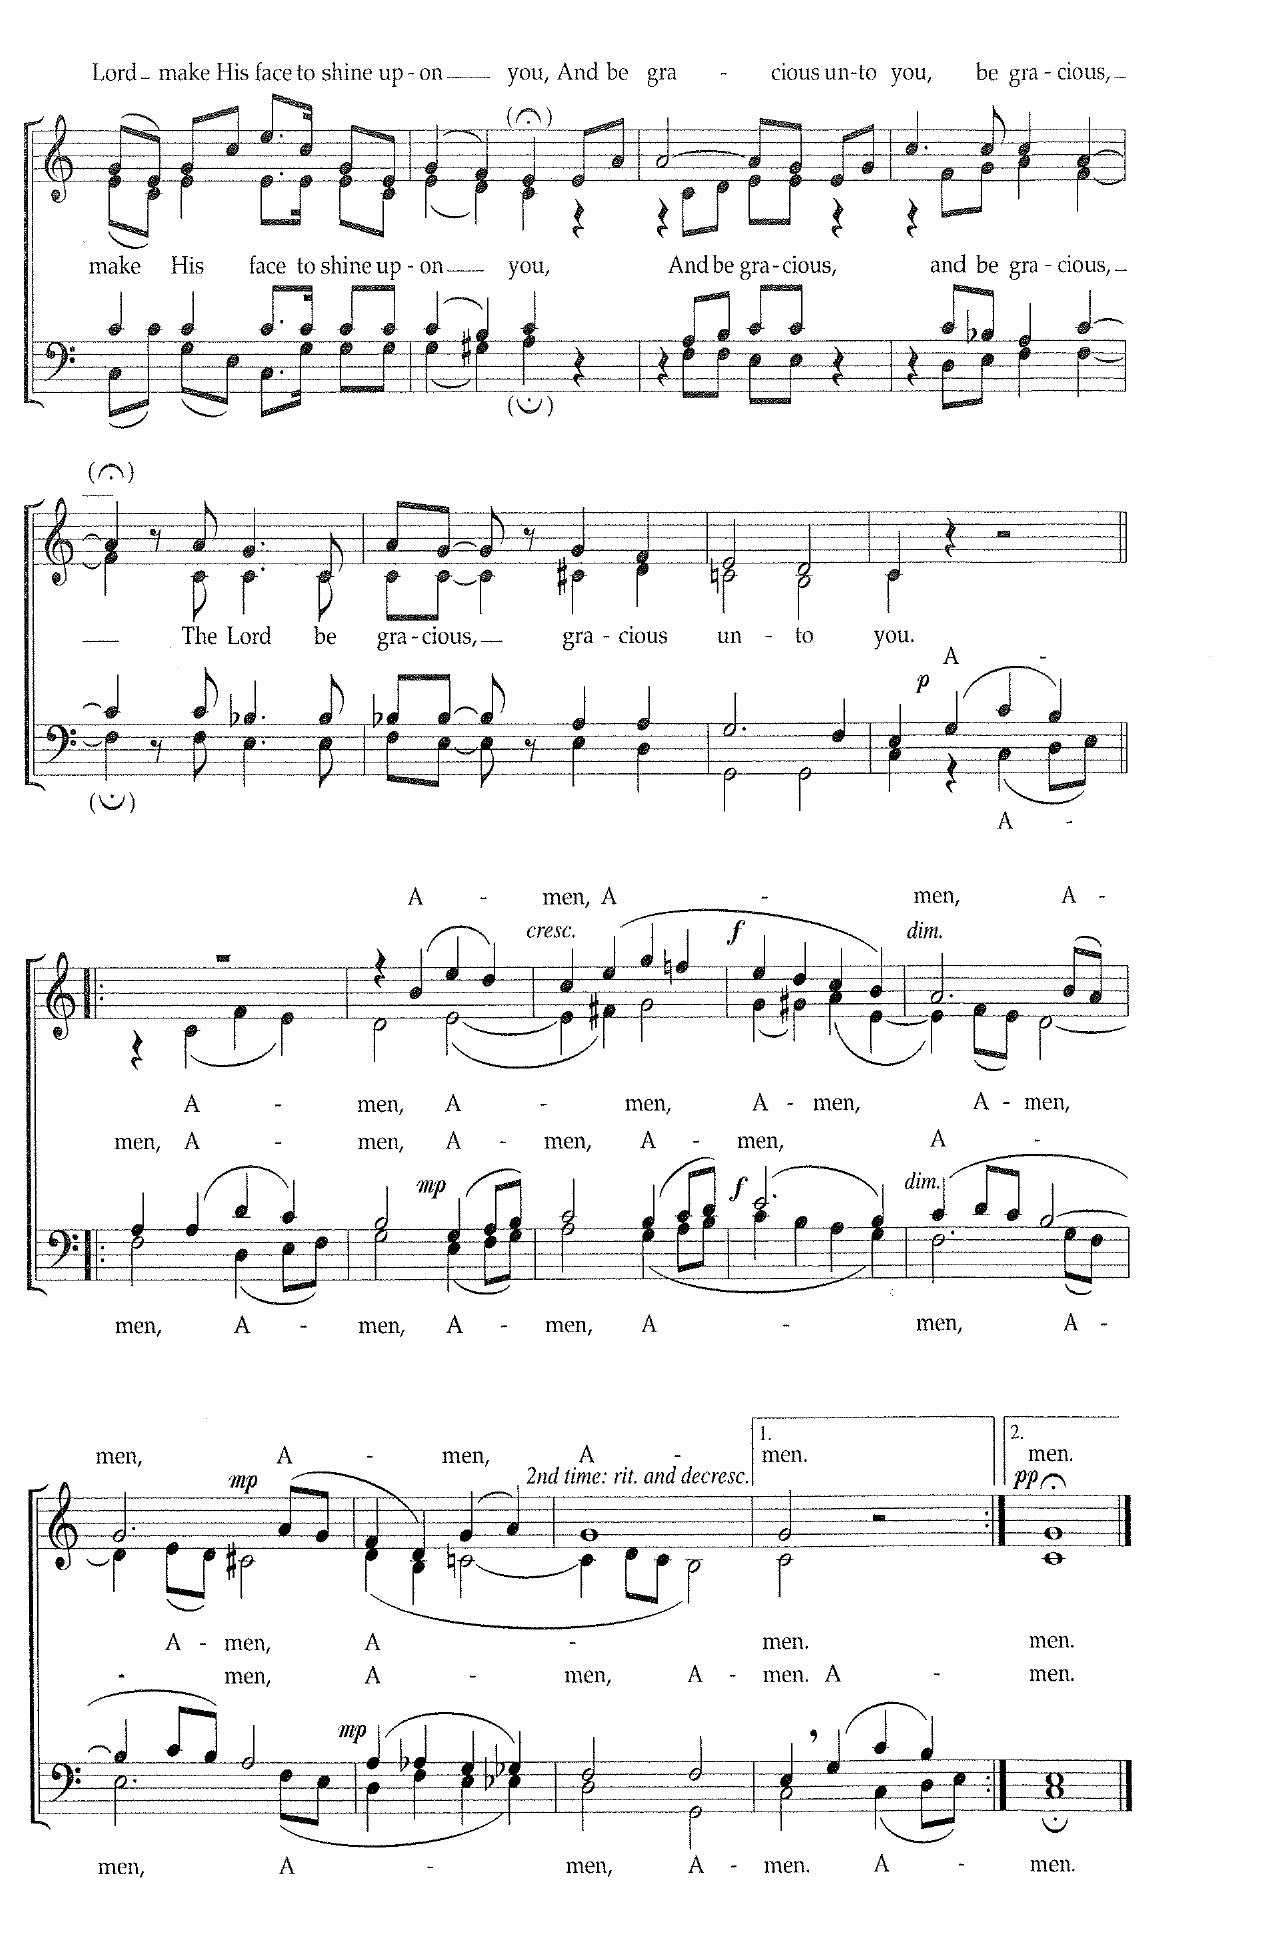 Lord_ make His face to shine up - on___ you, And be gra - cious un-to you, be gra - cious,_
make His face to shine up - on___ you, And be gra-cious, and be gra - cious,_
___ The Lord be gra-cious,_ gra - cious un - to you.
A -
p
A -
A - men, A - men, A -
cresc. f dim.
A - men, A - men, A - men, A - men,
men, A - men, A - men, A - men, A -
mp f dim.
men, A - men, A - men, A - men, A -
1. 2.
men, A - men, A - men. men.
mp 2nd time: rit. and decresc. pp
A - men, A - men. men.
- men, A - men, A - men. A - men.
mp
men, A - men, A - men. A - men.